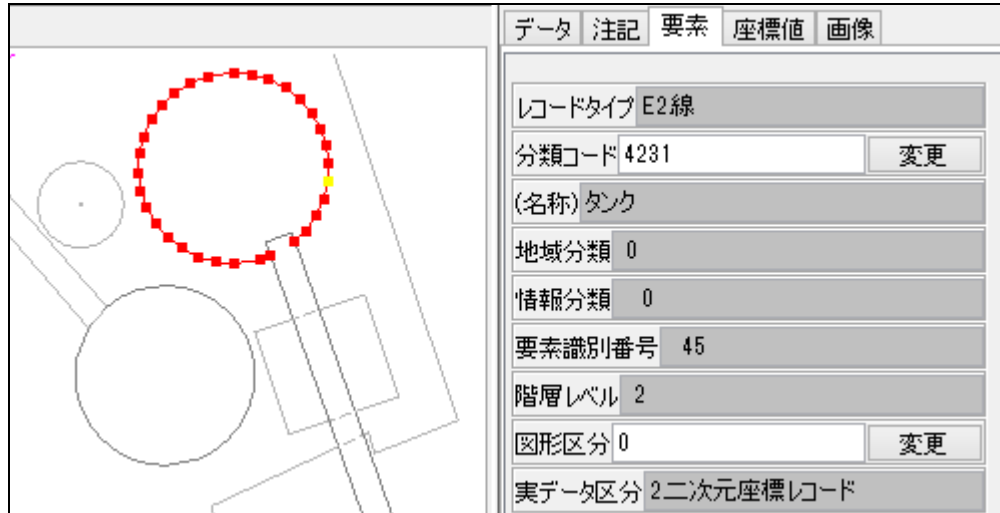 データ 注記 要素 座標値 画像
レコードタイプ E2線
分類コード 4231 変更
(名称) タンク
地域分類 0
情報分類 0
要素識別番号 45
階層レベル 2
図形区分 0 変更
実データ区分 2二次元座標レコード